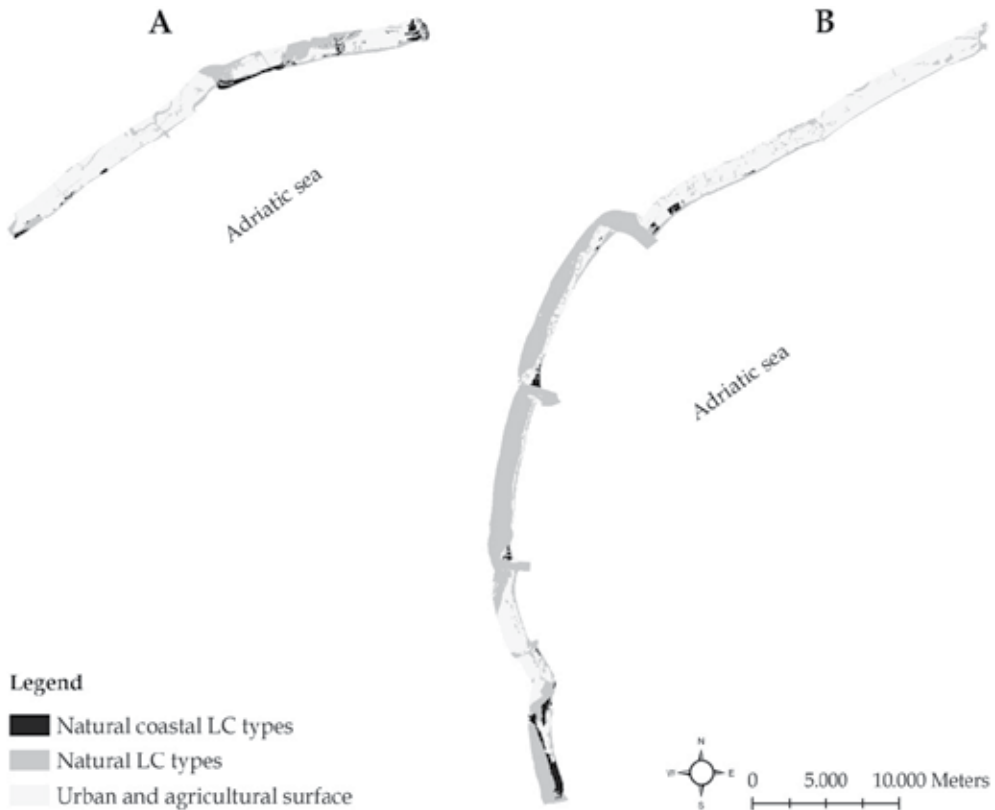 A
B
Adriatic sea
Adriatic sea
Legend
Natural coastal LC types
Natural LC types
Urban and agricultural surface
N
W E
S
0 5.000 10.000 Meters